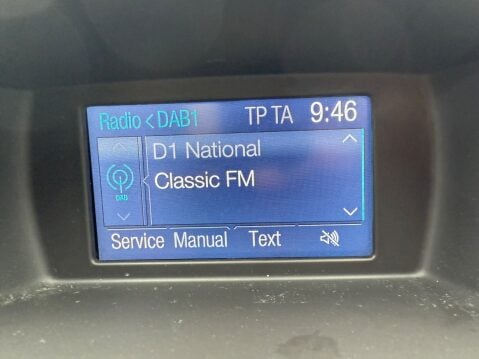 Radio < DAB1 TP TA 9:46
D1 National
Classic FM
DAB
Service Manual Text